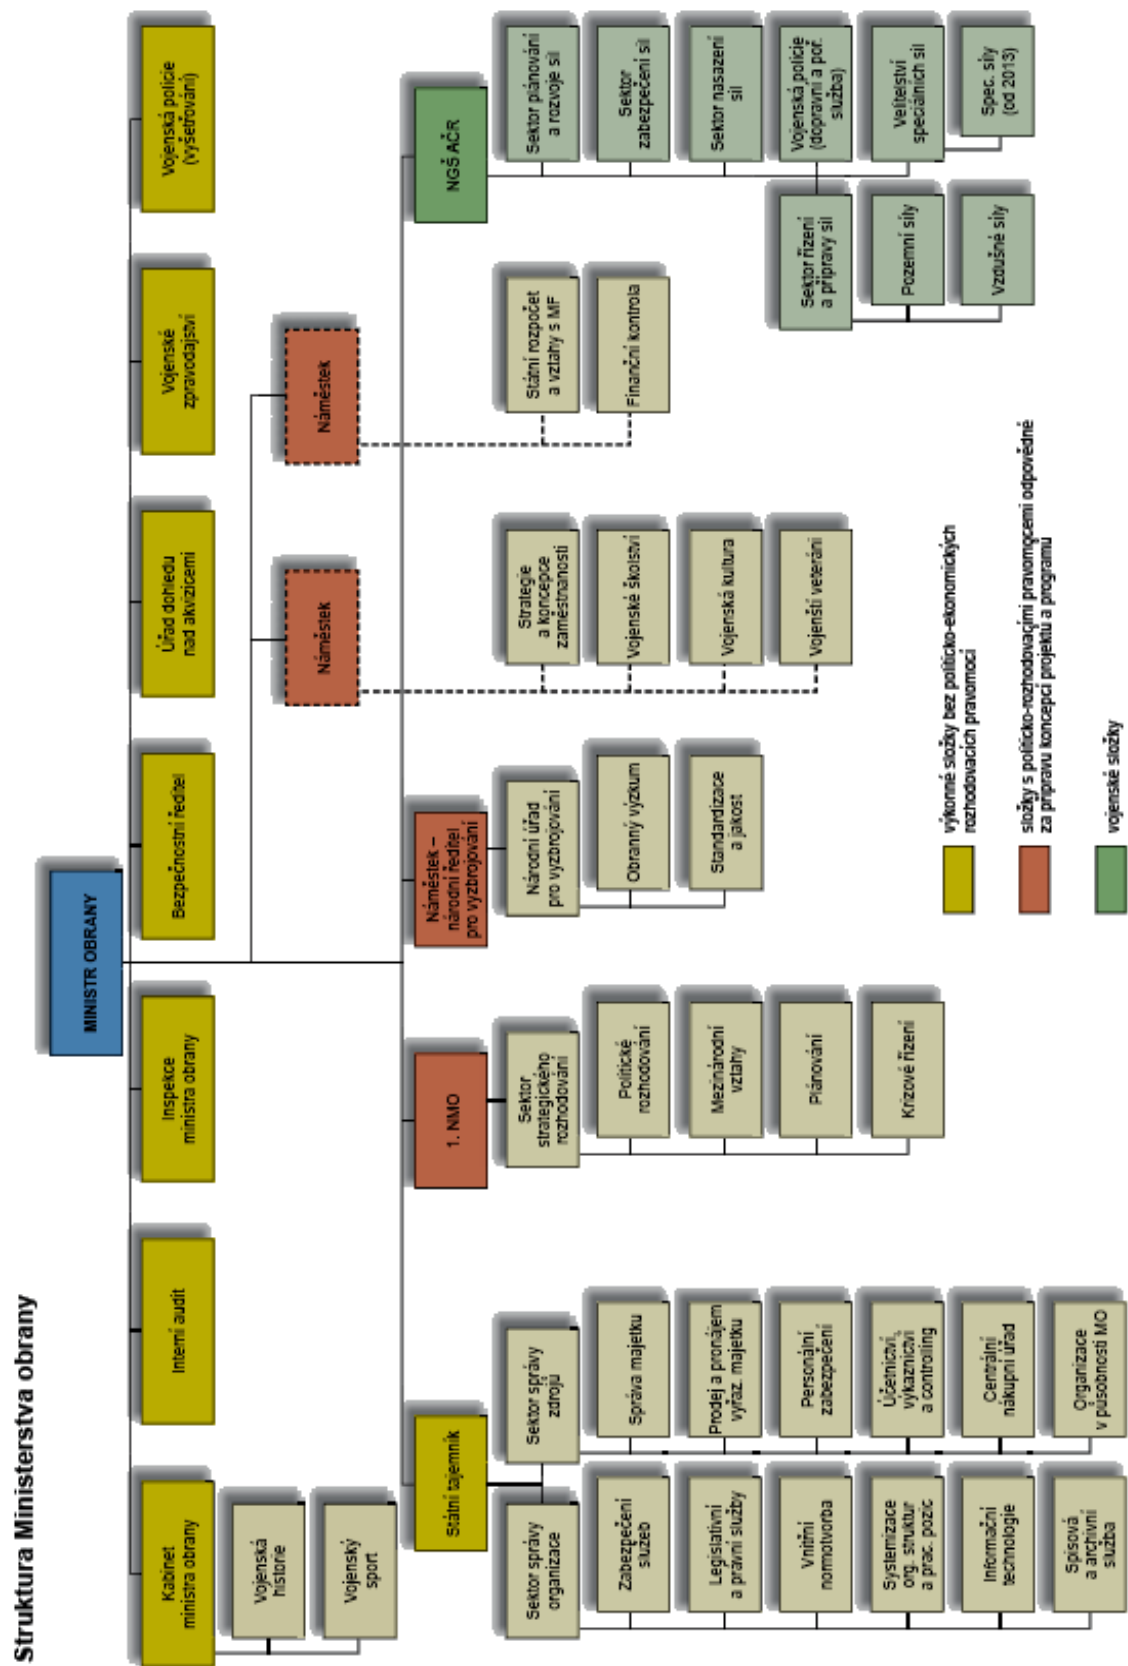 Struktura Ministerstva obrany
MINISTR OBRANY
Kabinet
ministra obrany
Interní audit
Inspekce
ministra obrany
Bezpečnostní ředitel
Úřad dohledu
nad akvizicemi
Vojenské
zpravodajství
Vojenská policie
(vyšetřování)
Vojenská
historie
Vojenský
sport
Náměstek
Náměstek
Státní tajemník
1. NMO
Náměstek –
národní ředitel
pro vyzbrojování
NGŠ AČR
Sektor správy
organizace
Zabezpečení
služeb
Legislativní
a právní služby
Vnitřní
normotvorba
Systemizace
org. struktur
a prac. pozic
Informační
technologie
Spisová
a archivní
služba
Sektor správy
zdrojů
Správa majetku
Prodej a pronájem
vyřaz. majetku
Personální
zabezpečení
Účetnictví,
výkaznictví
a controlling
Centrální
nákupní úřad
Organizace
v působnosti MO
Sektor
strategického
rozhodování
Politické
rozhodování
Mezinárodní
vztahy
Plánování
Krizové řízení
Národní úřad
pro vyzbrojování
Obranný výzkum
Standardizace
a jakost
Strategie
a koncepce
zaměstnanosti
Vojenské školství
Vojenská kultura
Vojenští veteráni
Státní rozpočet
a vztahy s MF
Finanční kontrola
Sektor plánování
a rozvoje sil
Sektor
zabezpečení sil
Sektor nasazení
sil
Vojenská policie
(dopravní a poř.
služba)
Velitelství
speciálních sil
Spec. síly
(od 2013)
Sektor řízení
a přípravy sil
Pozemní síly
Vzdušné síly
výkonné složky bez politicko-ekonomických
rozhodovacích pravomocí
složky s politicko-rozhodovacími pravomocemi odpovědné
za přípravu koncepcí projektů a programu
vojenské složky